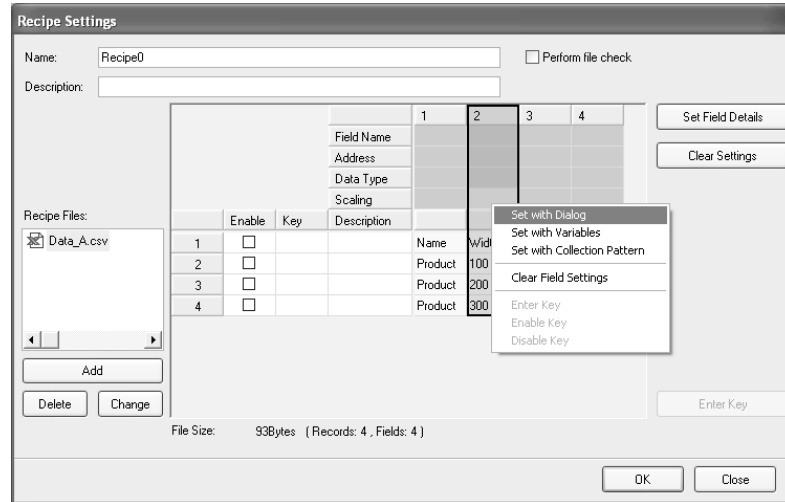 Recipe Settings
Name: Recipe0 Perform file check
Description:
1 2 3 4 Set Field Details
Field Name
Address Clear Settings
Data Type
Scaling
Recipe Files: Enable Key Description Set with Dialog
Data_A.csv Set with Variables
1 Name Set with Collection Pattern
2 Product 100
3 Product 200 Clear Field Settings
4 Product 300 Enter Key
Enable Key
Disable Key
Add
Delete Change Enter Key
File Size: 93Bytes ( Records: 4 , Fields: 4 )
OK Close